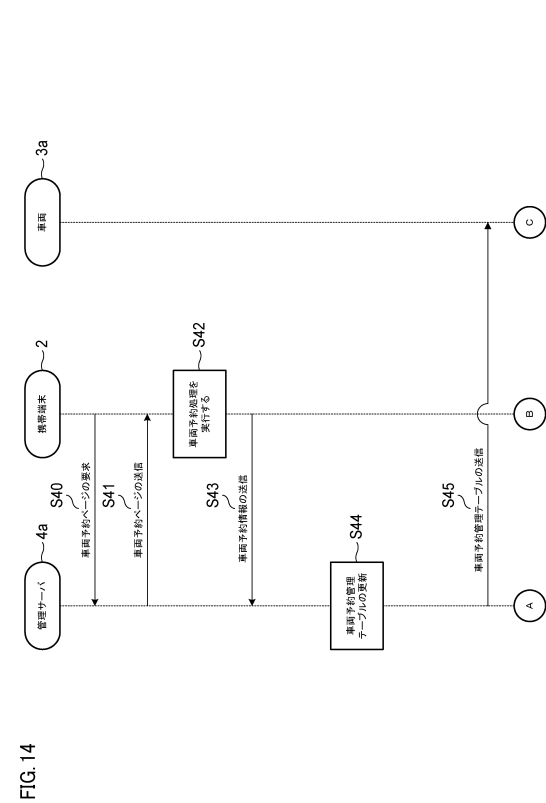 FIG. 14
管理サーバ
4a
携帯端末
2
車両
3a
S40
車両予約ページの要求
S41
車両予約ページの送信
S42
車両予約処理を
実行する
S43
車両予約情報の送信
S44
車両予約管理
テーブルの更新
S45
車両予約管理テーブルの送信
A
B
C